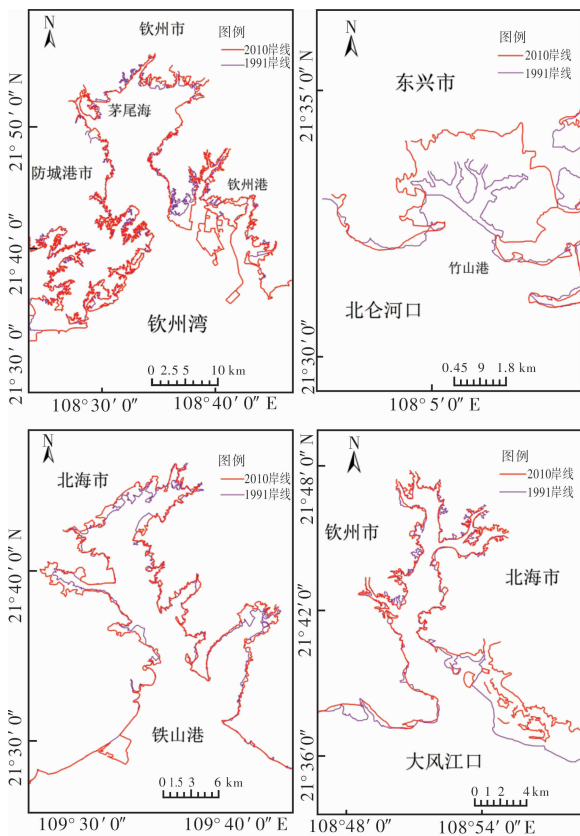 N
钦州市
图例
2010岸线
1991岸线
茅尾海
防城港市
钦州港
钦州湾
21°50′0″N
21°40′0″
21°30′0″
0 2.5 5 10 km
108°30′0″
108°40′0″E
N
图例
2010岸线
1991岸线
东兴市
竹山港
北仑河口
21°35′0″N
21°30′0″
0.45 9 1.8 km
108°5′0″E
N
图例
2010岸线
1991岸线
北海市
铁山港
21°40′0″N
21°30′0″
0 1.5 3 6 km
109°30′0″
109°40′0″E
N
图例
2010岸线
1991岸线
钦州市
北海市
大风江口
21°48′0″N
21°42′0″
21°36′0″
0 1 2 4 km
108°48′0″
108°54′0″E